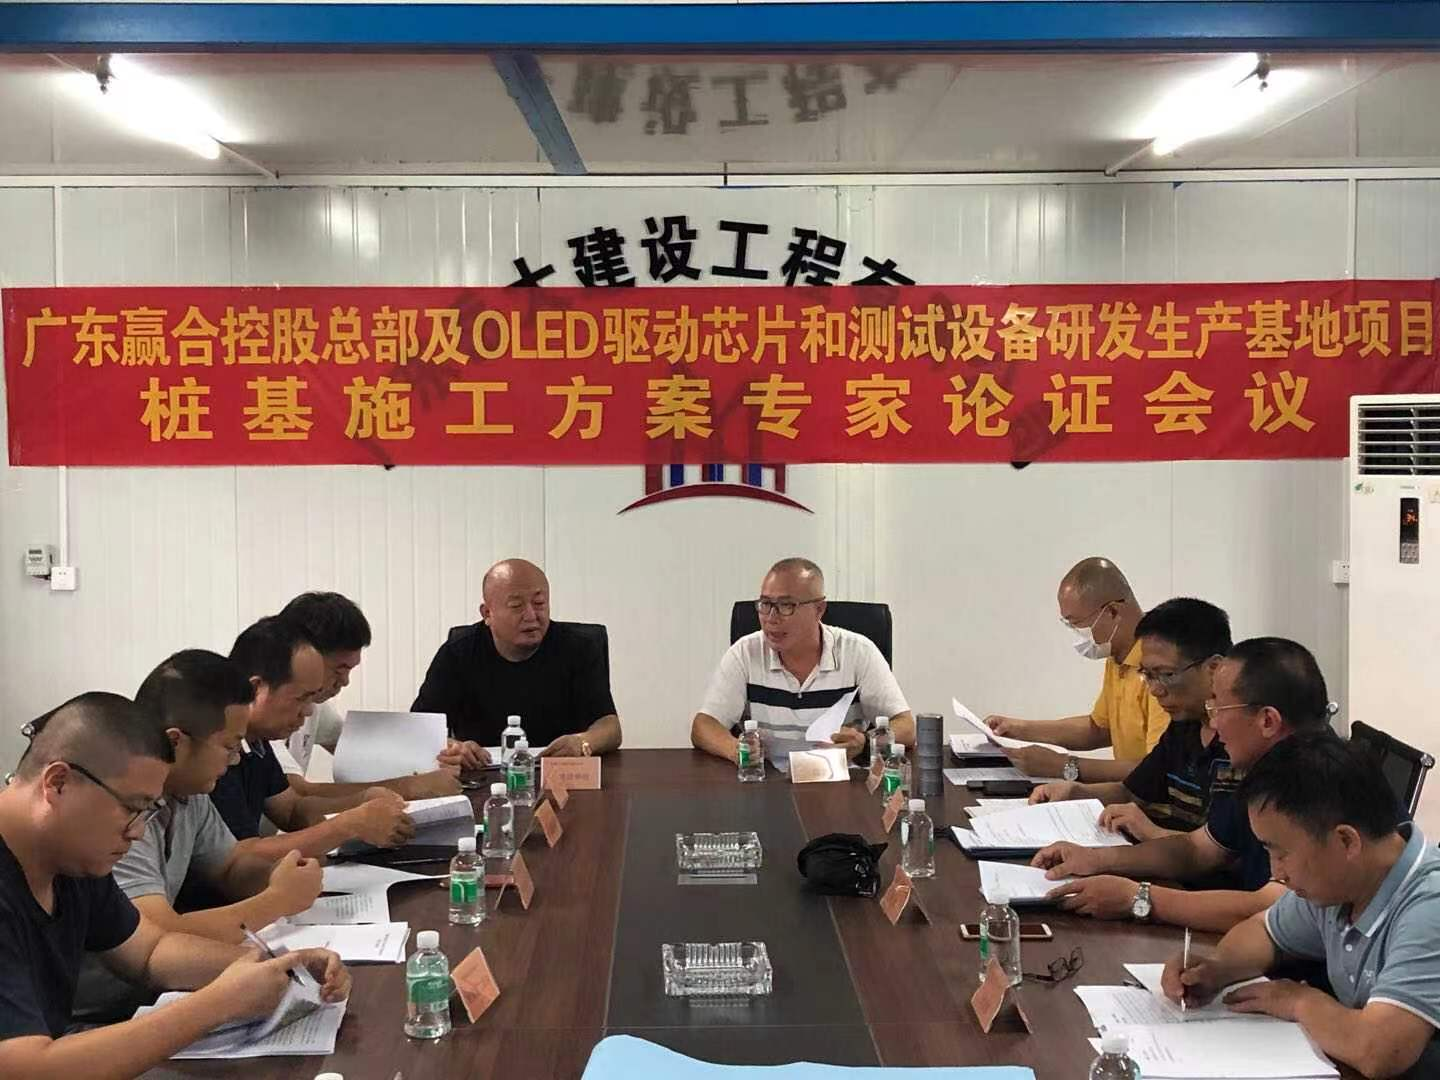 大建设工程有
广东赢合控股总部及OLED驱动芯片和测试设备研发生产基地项目
桩基施工方案专家论证会议